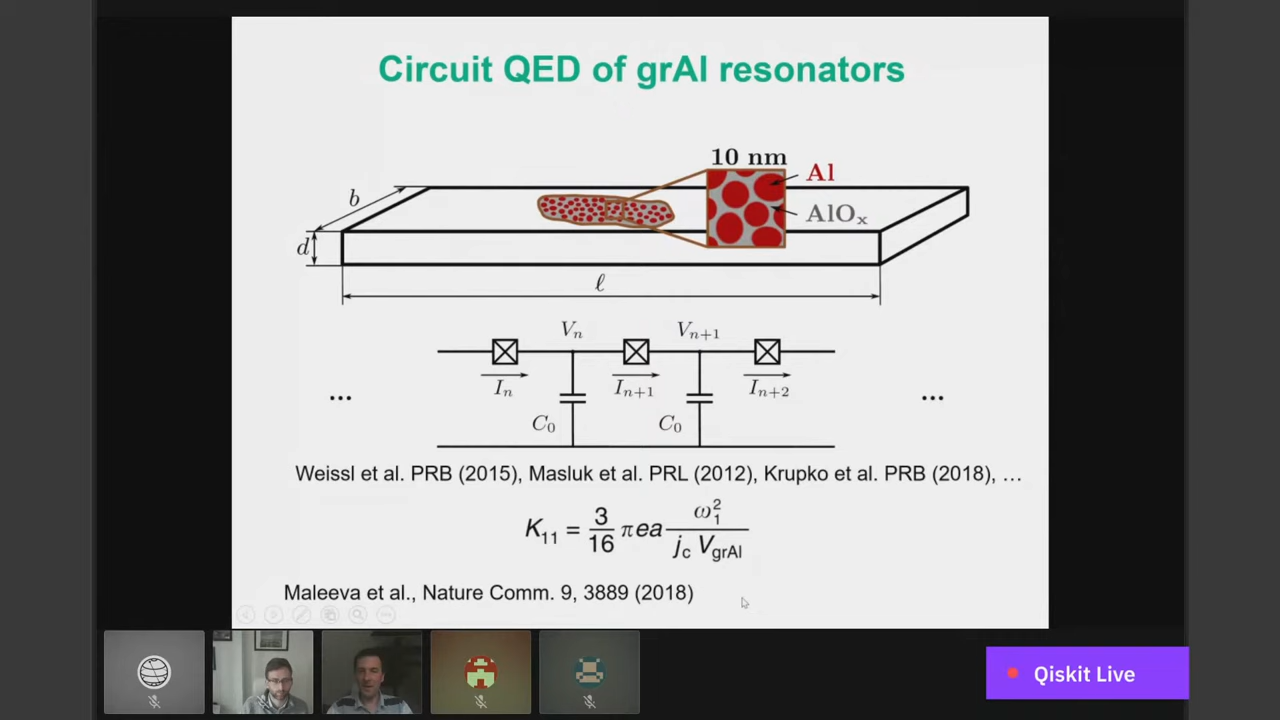 Circuit QED of grAl resonators
10 nm
Al
AlOₓ
b
d
ℓ
Vₙ
Vₙ₊₁
Iₙ
Iₙ₊₁
Iₙ₊₂
...
...
C₀
C₀
Weissl et al. PRB (2015), Masluk et al. PRL (2012), Krupko et al. PRB (2018), …
K₁₁ = 3/16 πea ω₁² / j_c V_grAl
Maleeva et al., Nature Comm. 9, 3889 (2018)
Qiskit Live